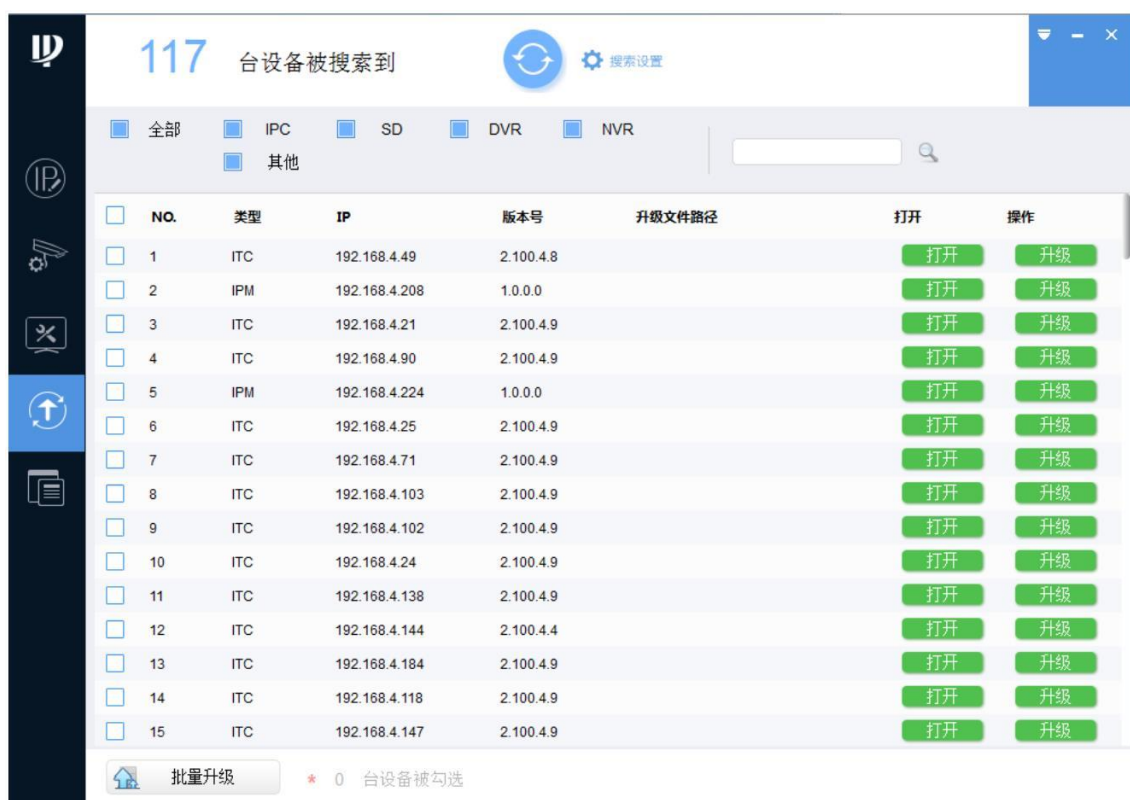 117 台设备被搜索到 搜索设置
全部 IPC SD DVR NVR
其他
NO. 类型 IP 版本号 升级文件路径 打开 操作
1 ITC 192.168.4.49 2.100.4.8 打开 升级
2 IPM 192.168.4.208 1.0.0.0 打开 升级
3 ITC 192.168.4.21 2.100.4.9 打开 升级
4 ITC 192.168.4.90 2.100.4.9 打开 升级
5 IPM 192.168.4.224 1.0.0.0 打开 升级
6 ITC 192.168.4.25 2.100.4.9 打开 升级
7 ITC 192.168.4.71 2.100.4.9 打开 升级
8 ITC 192.168.4.103 2.100.4.9 打开 升级
9 ITC 192.168.4.102 2.100.4.9 打开 升级
10 ITC 192.168.4.24 2.100.4.9 打开 升级
11 ITC 192.168.4.138 2.100.4.9 打开 升级
12 ITC 192.168.4.144 2.100.4.4 打开 升级
13 ITC 192.168.4.184 2.100.4.9 打开 升级
14 ITC 192.168.4.118 2.100.4.9 打开 升级
15 ITC 192.168.4.147 2.100.4.9 打开 升级
批量升级 * 0 台设备被勾选
IP